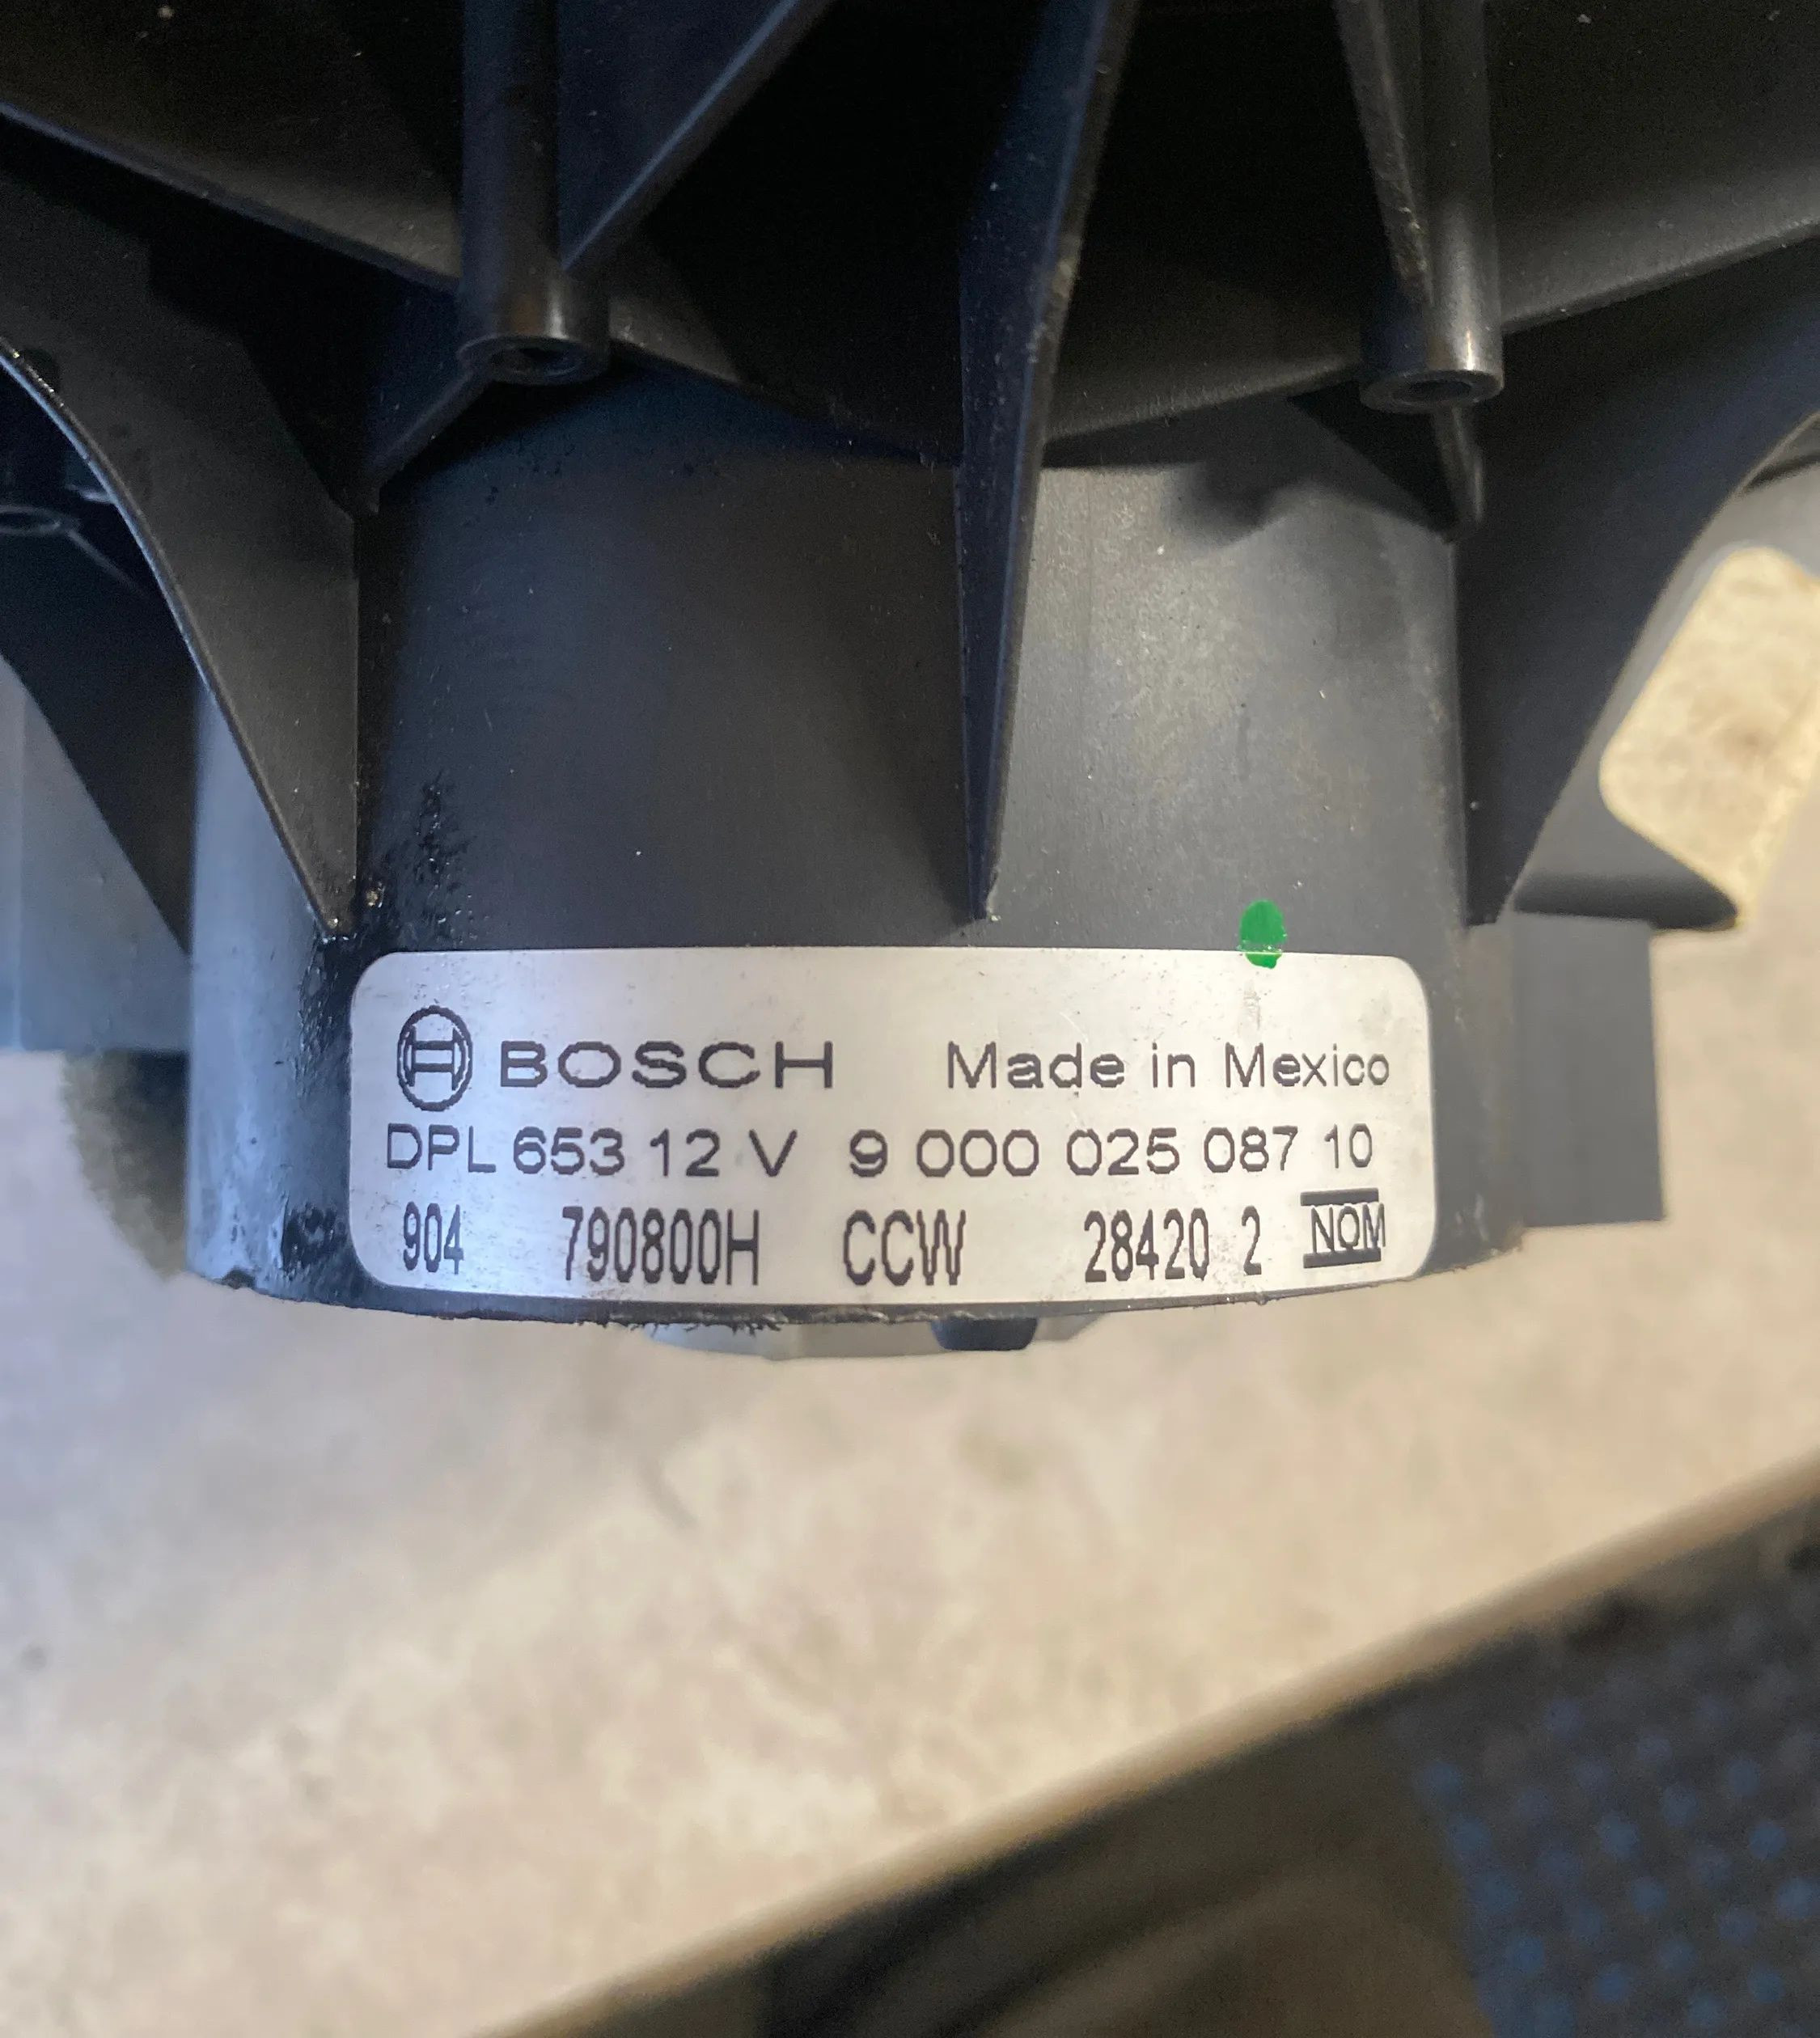 BOSCH Made in Mexico
DPL 653 12 V 9 000 025 087 10
904 790800H CCW 28420 2 NOM